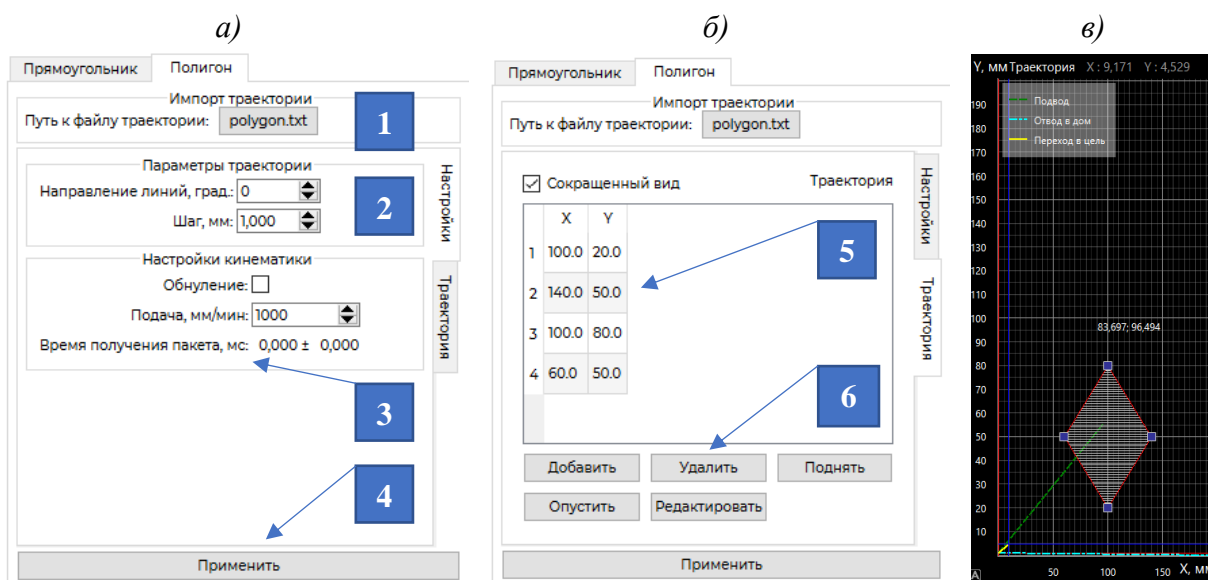 а)
Прямоугольник Полигон
Импорт траектории
Путь к файлу траектории: polygon.txt
1
Параметры траектории
Направление линий, град.: 0
Шаг, мм: 1,000
2
Настройки кинематики
Обнуление:
Подача, мм/мин: 1000
Время получения пакета, мс: 0,000 ± 0,000
3
4
Применить
Настройки
Траектория
б)
Прямоугольник Полигон
Импорт траектории
Путь к файлу траектории: polygon.txt
Сокращенный вид Траектория
X Y
1 100.0 20.0
2 140.0 50.0
3 100.0 80.0
4 60.0 50.0
5
6
Добавить Удалить Поднять
Опустить Редактировать
Применить
Настройки
Траектория
в)
Y, мм Траектория X : 9,171 Y : 4,529
Подвод
Отвод в дом
Переход в цель
190
180
170
160
150
140
130
120
110
100
90
80
70
60
50
40
30
20
10
83,697; 96,494
A
50 100 150 X, мм